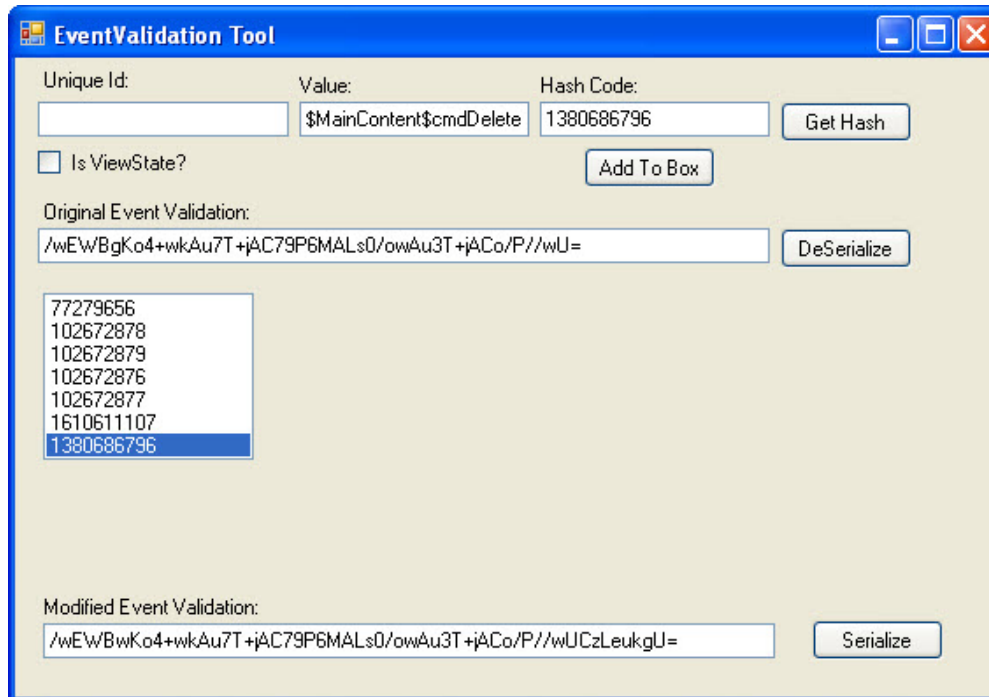 EventValidation Tool
Unique Id: Value: Hash Code:
$MainContent$cmdDelete 1380686796 Get Hash
Is ViewState? Add To Box
Original Event Validation:
/wEWBgKo4+wkAu7T+jAC79P6MALs0/owAu3T+jACo/P//wU= DeSerialize
77279656
102672878
102672879
102672876
102672877
1610611107
1380686796
Modified Event Validation:
/wEWBwKo4+wkAu7T+jAC79P6MALs0/owAu3T+jACo/P//wUCzLeukgU= Serialize